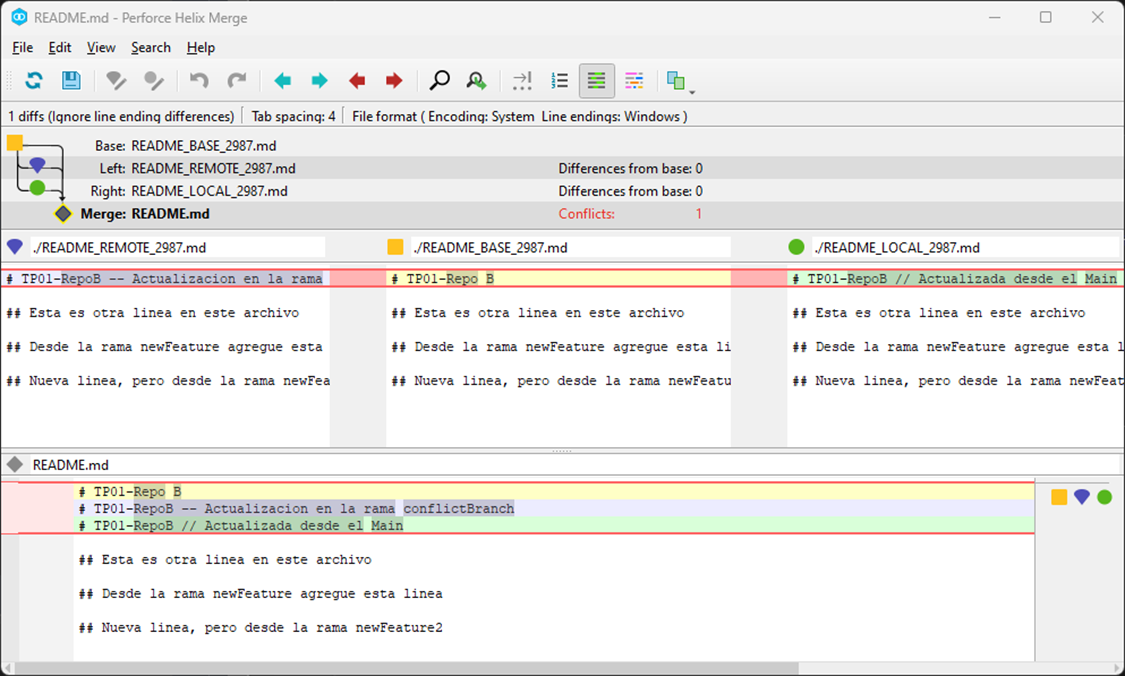 README.md - Perforce Helix Merge
File Edit View Search Help
1 diffs (Ignore line ending differences) Tab spacing: 4 File format ( Encoding: System Line endings: Windows )
Base: README_BASE_2987.md
Left: README_REMOTE_2987.md Differences from base: 0
Right: README_LOCAL_2987.md Differences from base: 0
Merge: README.md Conflicts: 1
./README_REMOTE_2987.md ./README_BASE_2987.md ./README_LOCAL_2987.md
# TP01-RepoB -- Actualizacion en la rama # TP01-Repo B # TP01-RepoB // Actualizada desde el Main
## Esta es otra linea en este archivo ## Esta es otra linea en este archivo ## Esta es otra linea en este archivo
## Desde la rama newFeature agregue esta ## Desde la rama newFeature agregue esta li ## Desde la rama newFeature agregue esta l
## Nueva linea, pero desde la rama newFea ## Nueva linea, pero desde la rama newFeatu ## Nueva linea, pero desde la rama newFeat
README.md
# TP01-Repo B
# TP01-RepoB -- Actualizacion en la rama conflictBranch
# TP01-RepoB // Actualizada desde el Main
## Esta es otra linea en este archivo
## Desde la rama newFeature agregue esta linea
## Nueva linea, pero desde la rama newFeature2